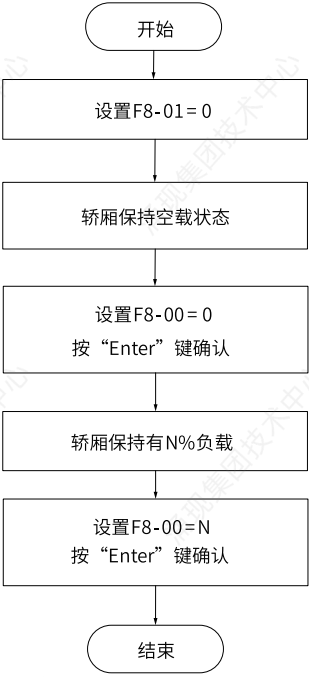 开始
设置F8-01=0
轿厢保持空载状态
设置F8-00=0
按“Enter”键确认
轿厢保持有N%负载
设置F8-00=N
按“Enter”键确认
结束